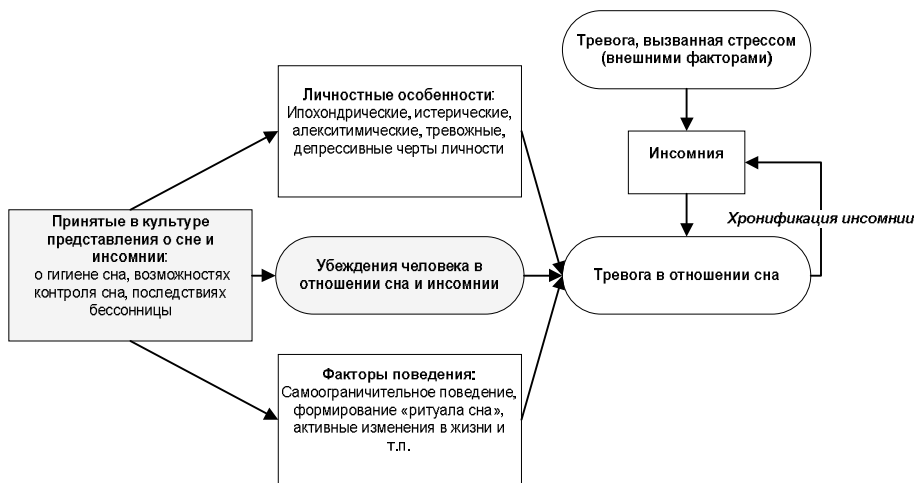 Тревога, вызванная стрессом
(внешними факторами)
Личностные особенности:
Ипохондрические, истерические,
алекситимические, тревожные,
депрессивные черты личности
Инсомния
Принятые в культуре
представления о сне и
инсомнии:
о гигиене сна, возможностях
контроля сна, последствиях
бессонницы
Хронификация инсомнии
Убеждения человека в
отношении сна и инсомнии
Тревога в отношении сна
Факторы поведения:
Самоограничительное поведение,
формирование «ритуала сна»,
активные изменения в жизни и
т.п.